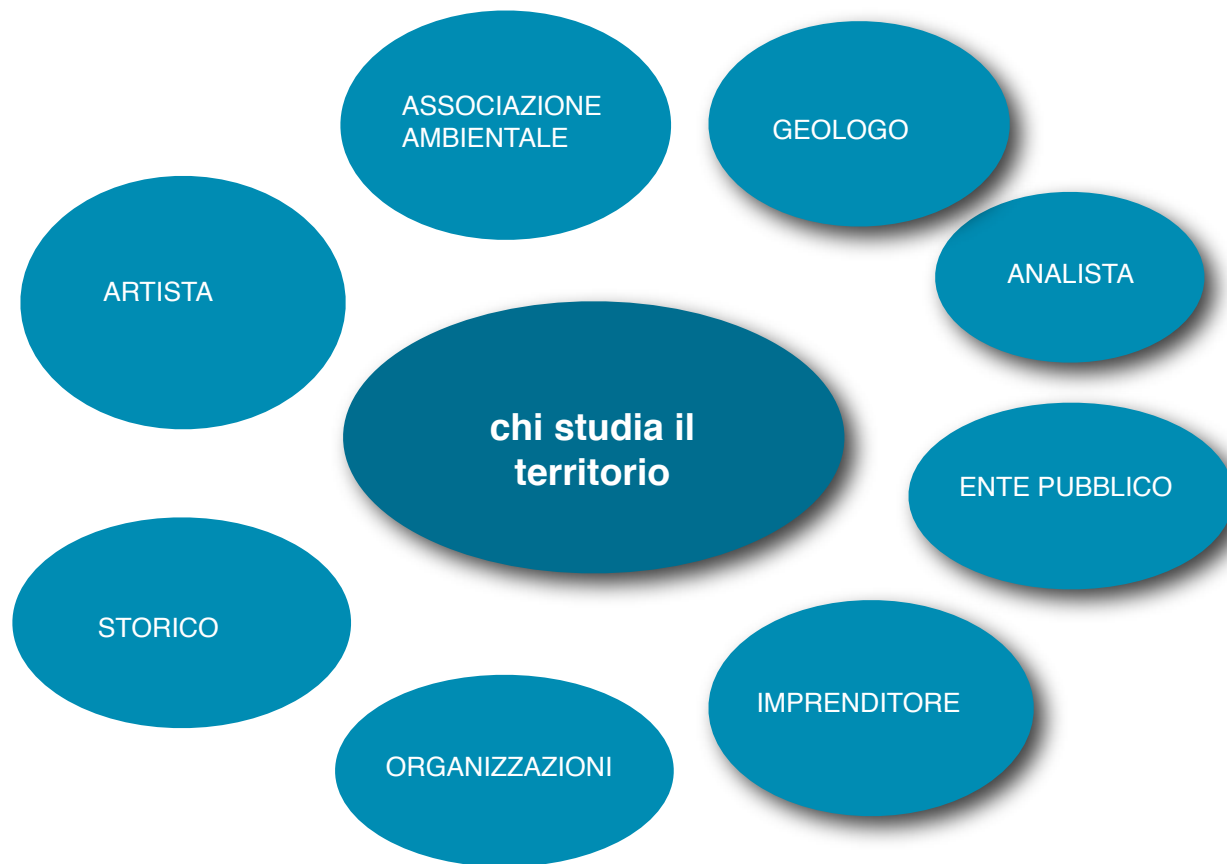 ASSOCIAZIONE
AMBIENTALE
GEOLOGO
ANALISTA
ARTISTA
chi studia il
territorio
ENTE PUBBLICO
STORICO
IMPRENDITORE
ORGANIZZAZIONI